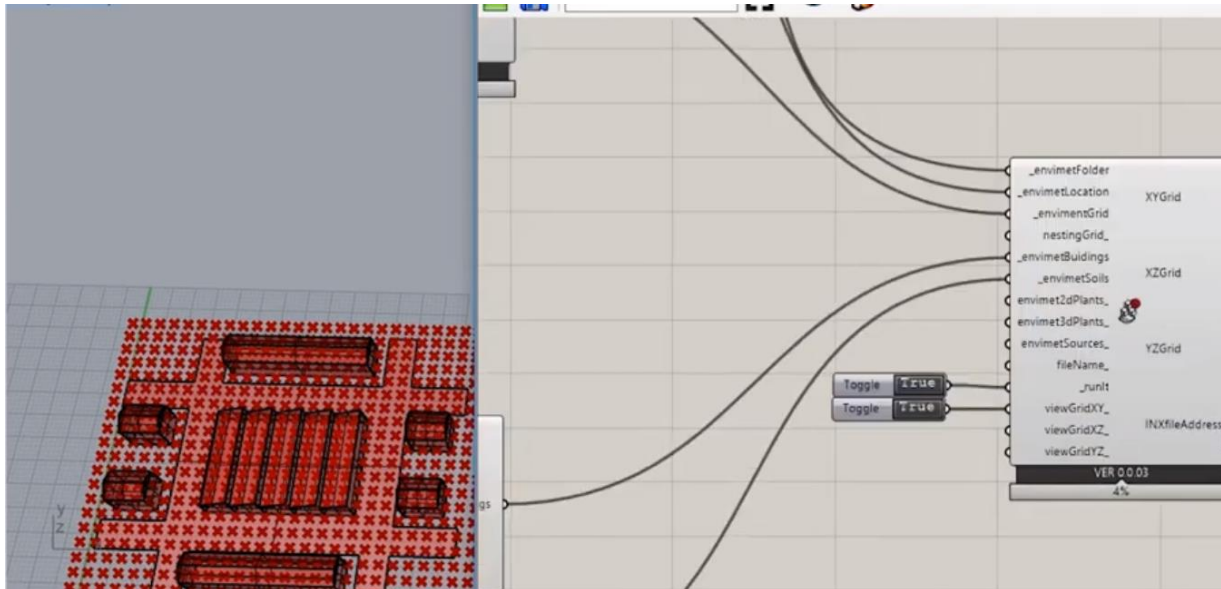 _envimetFolder
_envimetLocation
XYGrid
_envimentGrid
nestingGrid_
_envimetBuidings
XZGrid
_envimetSoils
envimet2dPlants_
envimet3dPlants_
envimetSources_
YZGrid
fileName_
Toggle True
_runIt
Toggle True
viewGridXY_
INXfileAddress
viewGridXZ_
viewGridYZ_
VER 0.0.03
4%
gs
y
z